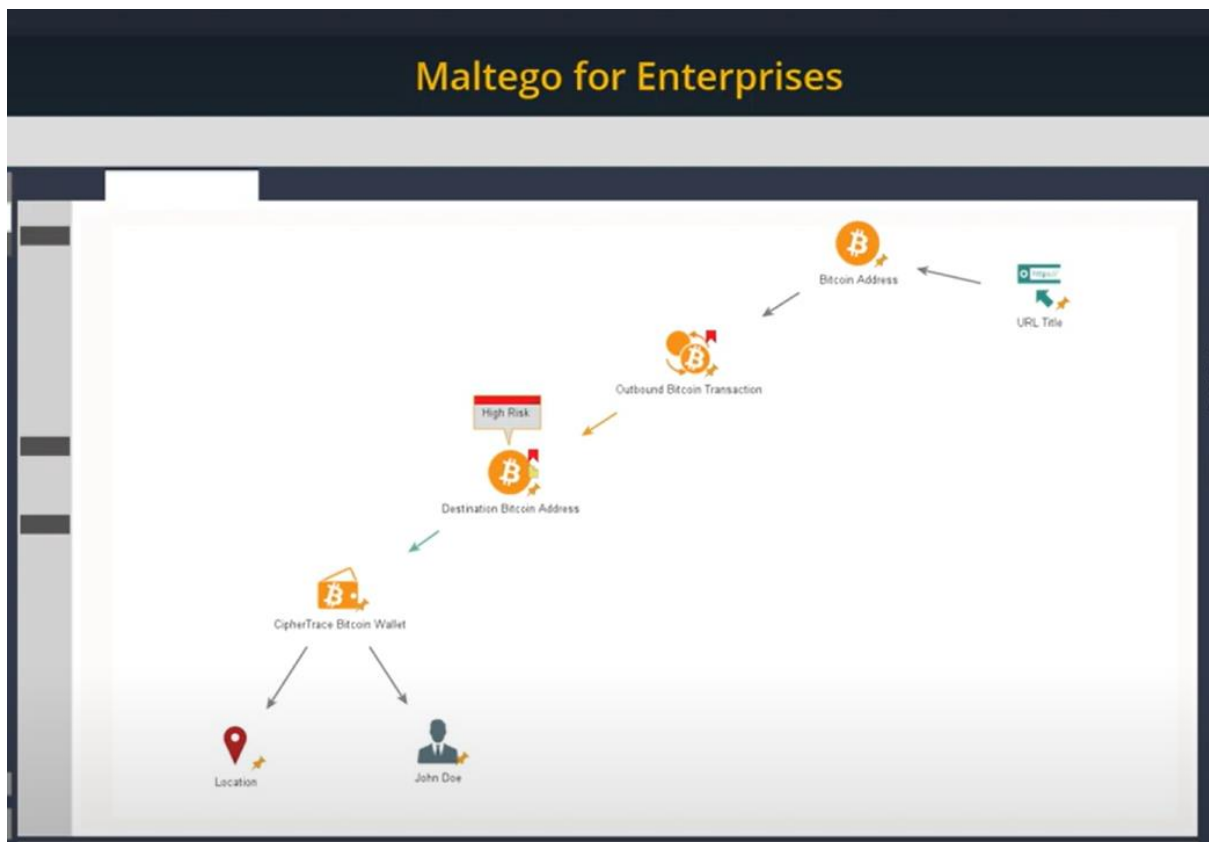 Maltego for Enterprises
Bitcoin Address
URL Title
Outbound Bitcoin Transaction
High Risk
Destination Bitcoin Address
CipherTrace Bitcoin Wallet
Location
John Doe